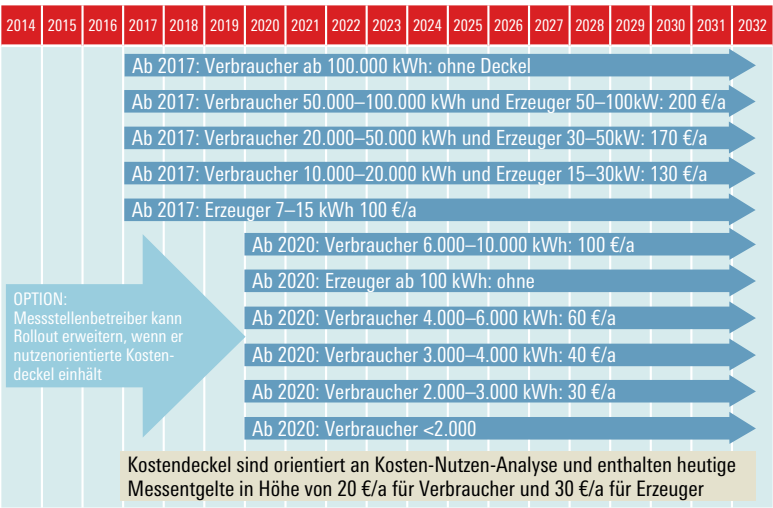 2014 2015 2016 2017 2018 2019 2020 2021 2022 2023 2024 2025 2026 2027 2028 2029 2030 2031 2032
Ab 2017: Verbraucher ab 100.000 kWh: ohne Deckel
Ab 2017: Verbraucher 50.000–100.000 kWh und Erzeuger 50–100kW: 200 €/a
Ab 2017: Verbraucher 20.000–50.000 kWh und Erzeuger 30–50kW: 170 €/a
Ab 2017: Verbraucher 10.000–20.000 kWh und Erzeuger 15–30kW: 130 €/a
Ab 2017: Erzeuger 7–15 kWh 100 €/a
Ab 2020: Verbraucher 6.000–10.000 kWh: 100 €/a
Ab 2020: Erzeuger ab 100 kWh: ohne
Ab 2020: Verbraucher 4.000–6.000 kWh: 60 €/a
Ab 2020: Verbraucher 3.000–4.000 kWh: 40 €/a
Ab 2020: Verbraucher 2.000–3.000 kWh: 30 €/a
Ab 2020: Verbraucher <2.000
OPTION:
Messstellenbetreiber kann
Rollout erweitern, wenn er
nutzenorientierte Kosten-
deckel einhält
Kostendeckel sind orientiert an Kosten-Nutzen-Analyse und enthalten heutige
Messentgelte in Höhe von 20 €/a für Verbraucher und 30 €/a für Erzeuger